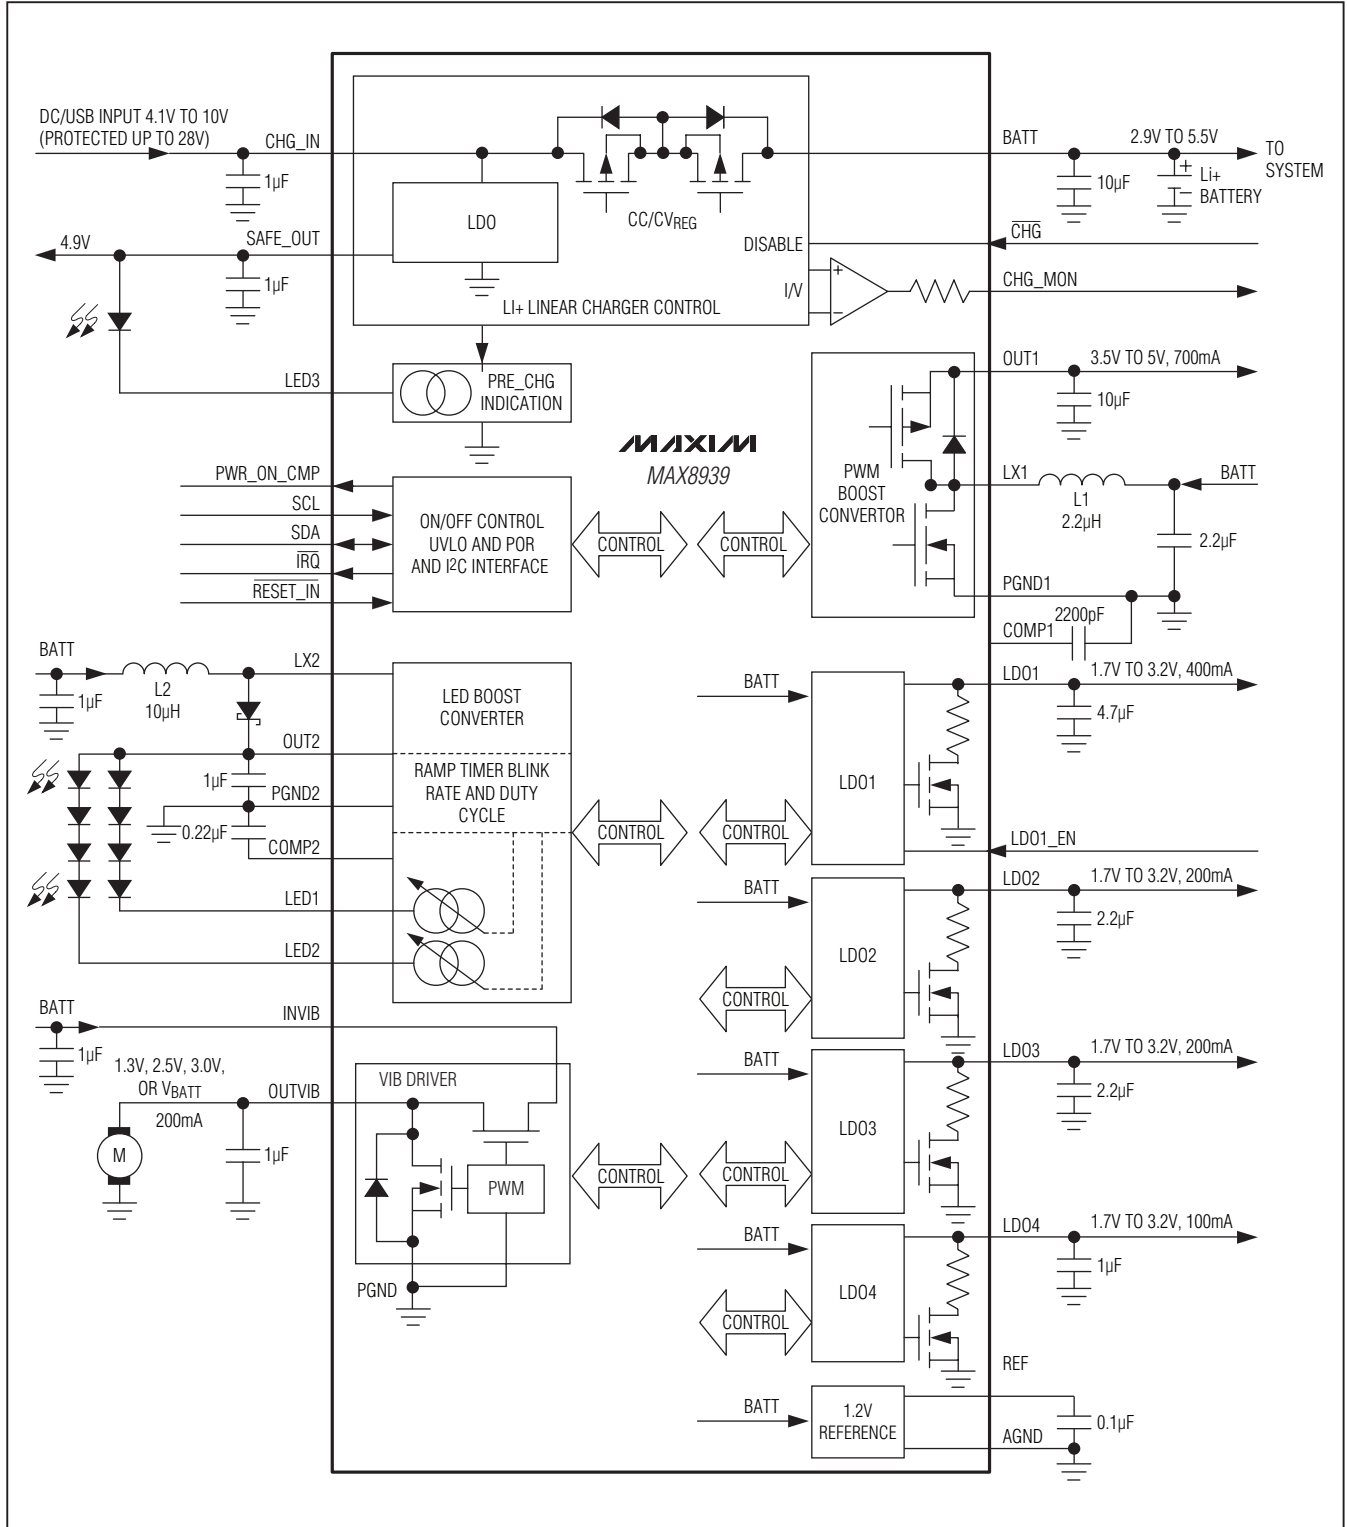 DC/USB INPUT 4.1V TO 10V
(PROTECTED UP TO 28V)
CHG_IN
1µF
LDO
CC/CVREG
BATT
2.9V TO 5.5V
TO
SYSTEM
10µF
+
Li+
−
BATTERY
4.9V
SAFE_OUT
1µF
DISABLE
CHG
I/V
+
−
CHG_MON
LI+ LINEAR CHARGER CONTROL
LED3
PRE_CHG
INDICATION
OUT1
3.5V TO 5V, 700mA
10µF
MAXIM
MAX8939
PWM
BOOST
CONVERTOR
LX1
L1
2.2µH
BATT
2.2µF
PGND1
2200pF
COMP1
PWR_ON_CMP
SCL
SDA
IRQ
RESET_IN
ON/OFF CONTROL
UVLO AND POR
AND I2C INTERFACE
CONTROL
CONTROL
BATT
1µF
L2
10µH
LX2
LED BOOST
CONVERTER
OUT2
1µF
PGND2
RAMP TIMER BLINK
RATE AND DUTY
CYCLE
0.22µF
COMP2
LED1
LED2
CONTROL
CONTROL
BATT
LDO1
LDO1
1.7V TO 3.2V, 400mA
4.7µF
LDO1_EN
BATT
LDO2
LDO2
1.7V TO 3.2V, 200mA
2.2µF
CONTROL
BATT
1µF
INVIB
1.3V, 2.5V, 3.0V,
OR VBATT
200mA
OUTVIB
M
1µF
VIB DRIVER
PWM
PGND
CONTROL
CONTROL
BATT
LDO3
LDO3
1.7V TO 3.2V, 200mA
2.2µF
BATT
LDO4
LDO4
1.7V TO 3.2V, 100mA
1µF
CONTROL
BATT
1.2V
REFERENCE
REF
0.1µF
AGND